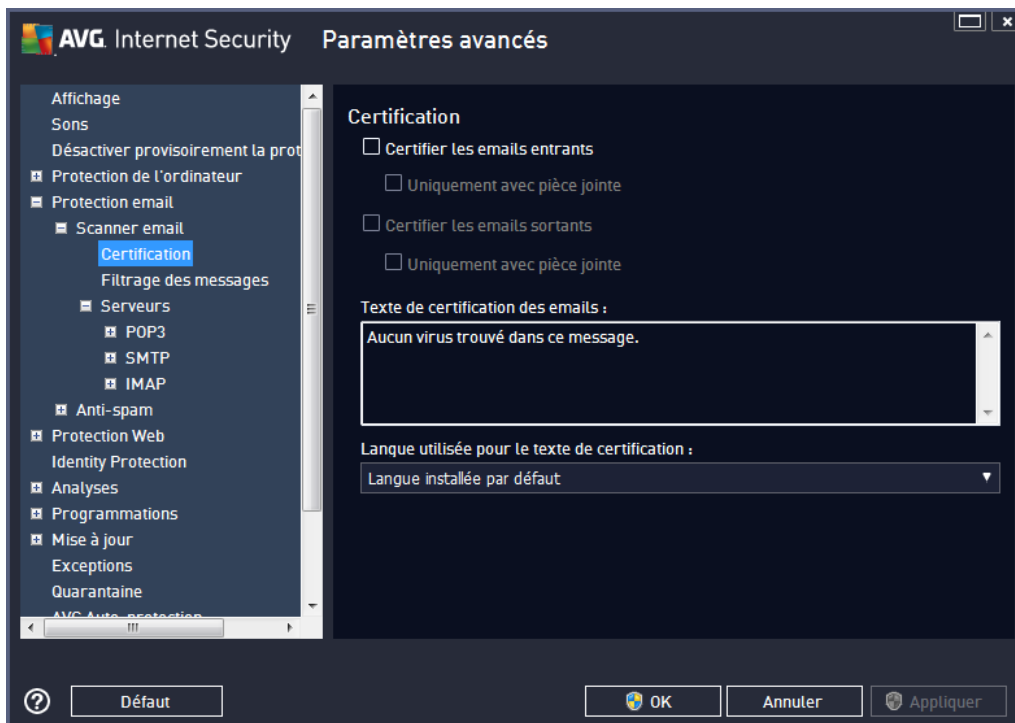 AVG. Internet Security
Paramètres avancés
Affichage
Sons
Désactiver provisoirement la prot
Protection de l'ordinateur
Protection email
Scanner email
Certification
Filtrage des messages
Serveurs
POP3
SMTP
IMAP
Anti-spam
Protection Web
Identity Protection
Analyses
Programmations
Mise à jour
Exceptions
Quarantaine
AVG Auto-protection
Certification
Certifier les emails entrants
Uniquement avec pièce jointe
Certifier les emails sortants
Uniquement avec pièce jointe
Texte de certification des emails :
Aucun virus trouvé dans ce message.
Langue utilisée pour le texte de certification :
Langue installée par défaut
Défaut
OK
Annuler
Appliquer